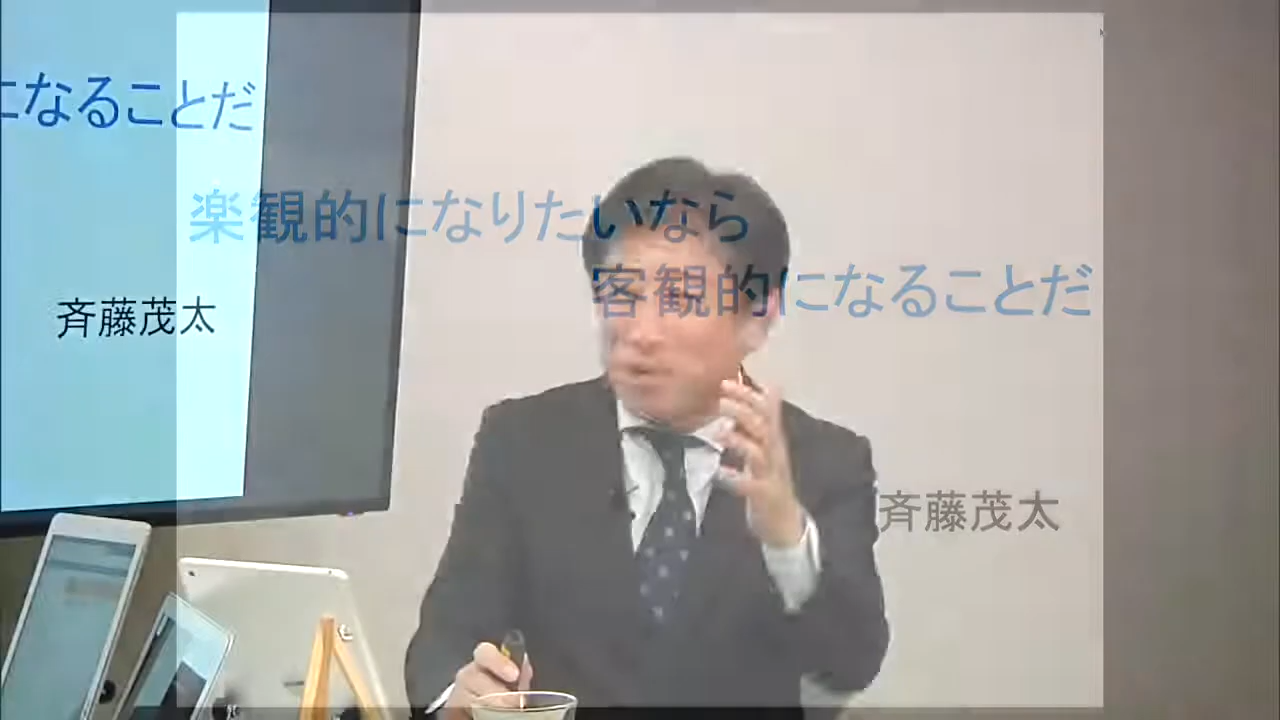 になることだ
楽観的になりたいなら
客観的になることだ
斉藤茂太
斉藤茂太